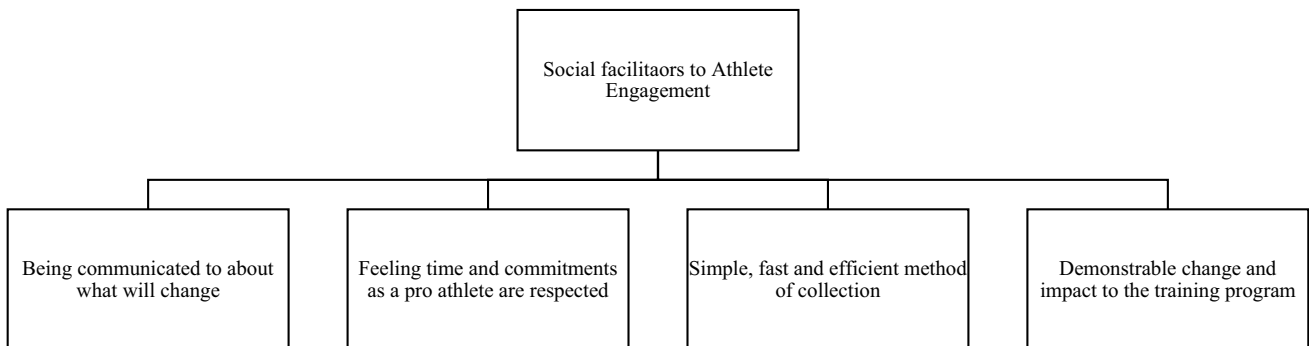 Social facilitaors to Athlete
Engagement
Being communicated to about
what will change
Feeling time and commitments
as a pro athlete are respected
Simple, fast and efficient method
of collection
Demonstrable change and
impact to the training program